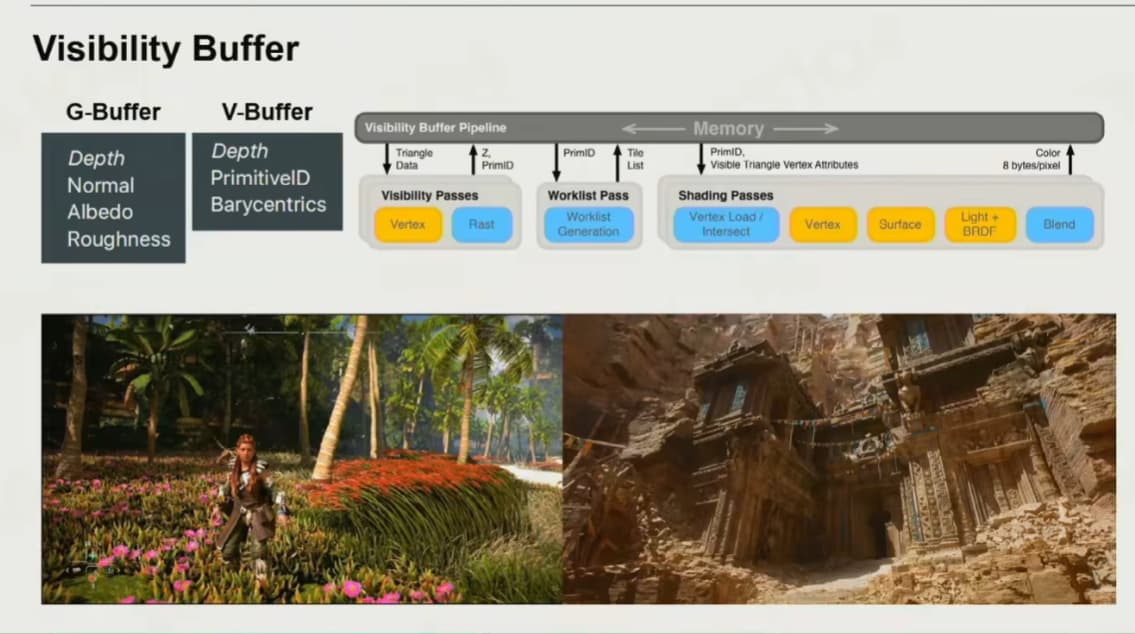 Visibility Buffer
G-Buffer
Depth
Normal
Albedo
Roughness
V-Buffer
Depth
PrimitiveID
Barycentrics
Visibility Buffer Pipeline
Memory
Triangle
Data
Z,
PrimID
PrimID
Tile
List
PrimID,
Visible Triangle Vertex Attributes
Color
8 bytes/pixel
Visibility Passes
Vertex
Rast
Worklist Pass
Worklist
Generation
Shading Passes
Vertex Load /
Intersect
Vertex
Surface
Light +
BRDF
Blend